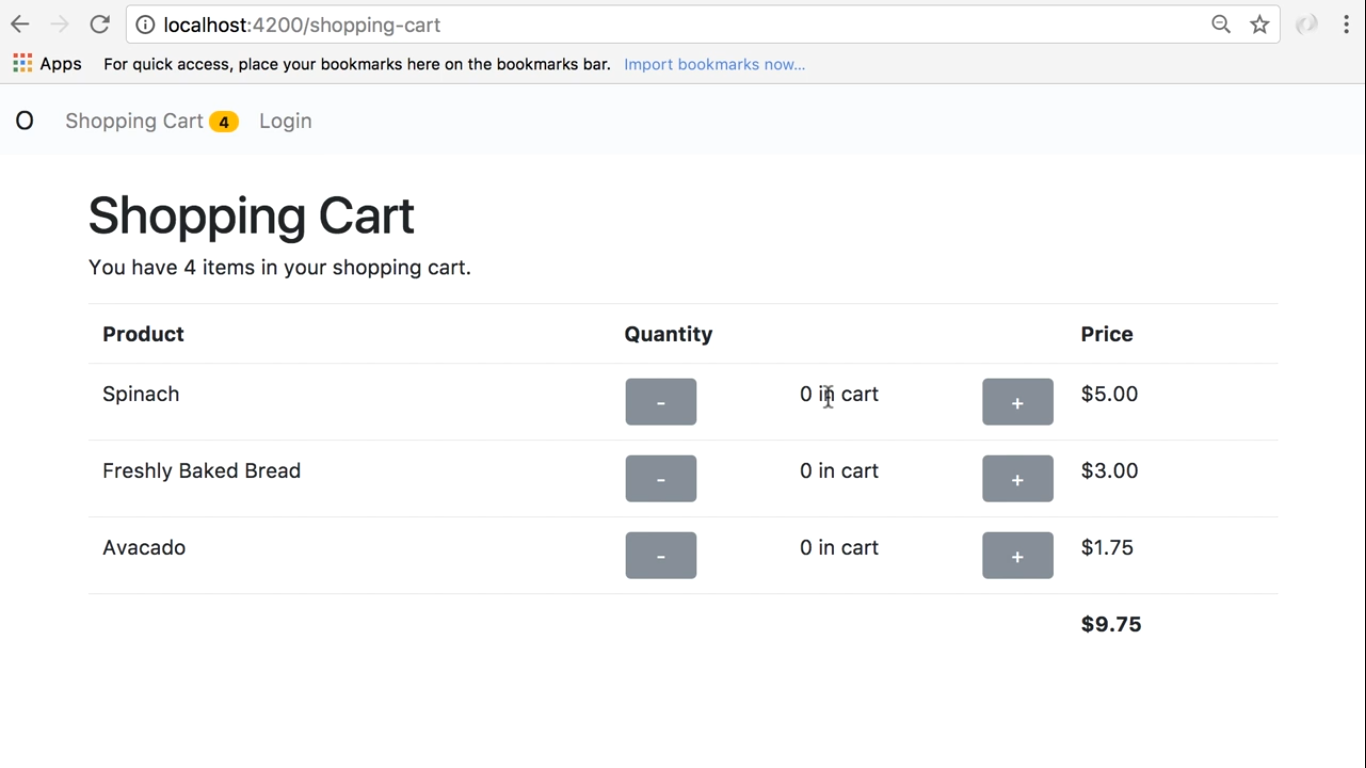 localhost:4200/shopping-cart
Apps For quick access, place your bookmarks here on the bookmarks bar. Import bookmarks now...
O Shopping Cart 4 Login
Shopping Cart
You have 4 items in your shopping cart.
Product Quantity Price
Spinach - 0 in cart + $5.00
Freshly Baked Bread - 0 in cart + $3.00
Avacado - 0 in cart + $1.75
$9.75